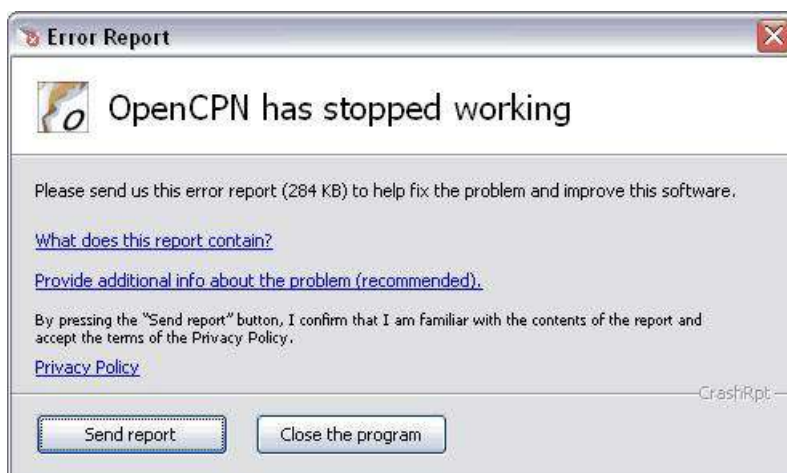 Error Report
OpenCPN has stopped working
Please send us this error report (284 KB) to help fix the problem and improve this software.
What does this report contain?
Provide additional info about the problem (recommended).
By pressing the "Send report" button, I confirm that I am familiar with the contents of the report and
accept the terms of the Privacy Policy.
Privacy Policy
CrashRpt
Send report
Close the program